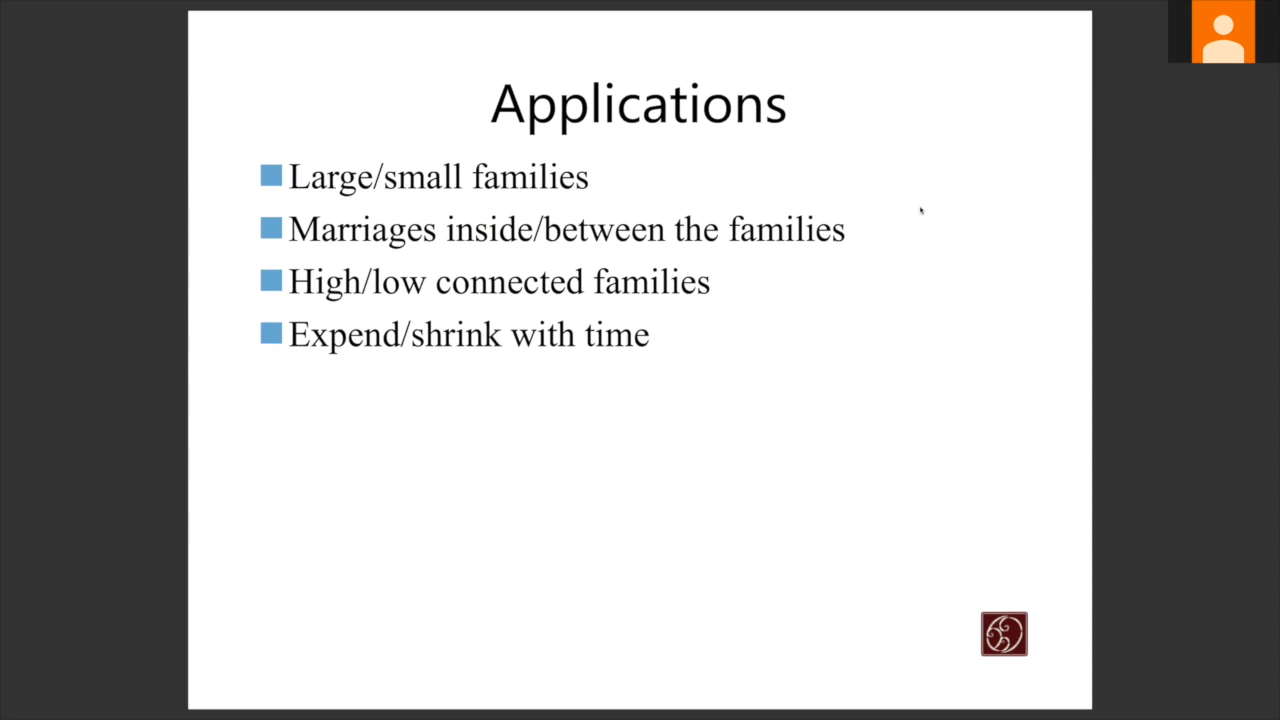 Applications
Large/small families
Marriages inside/between the families
High/low connected families
Expend/shrink with time